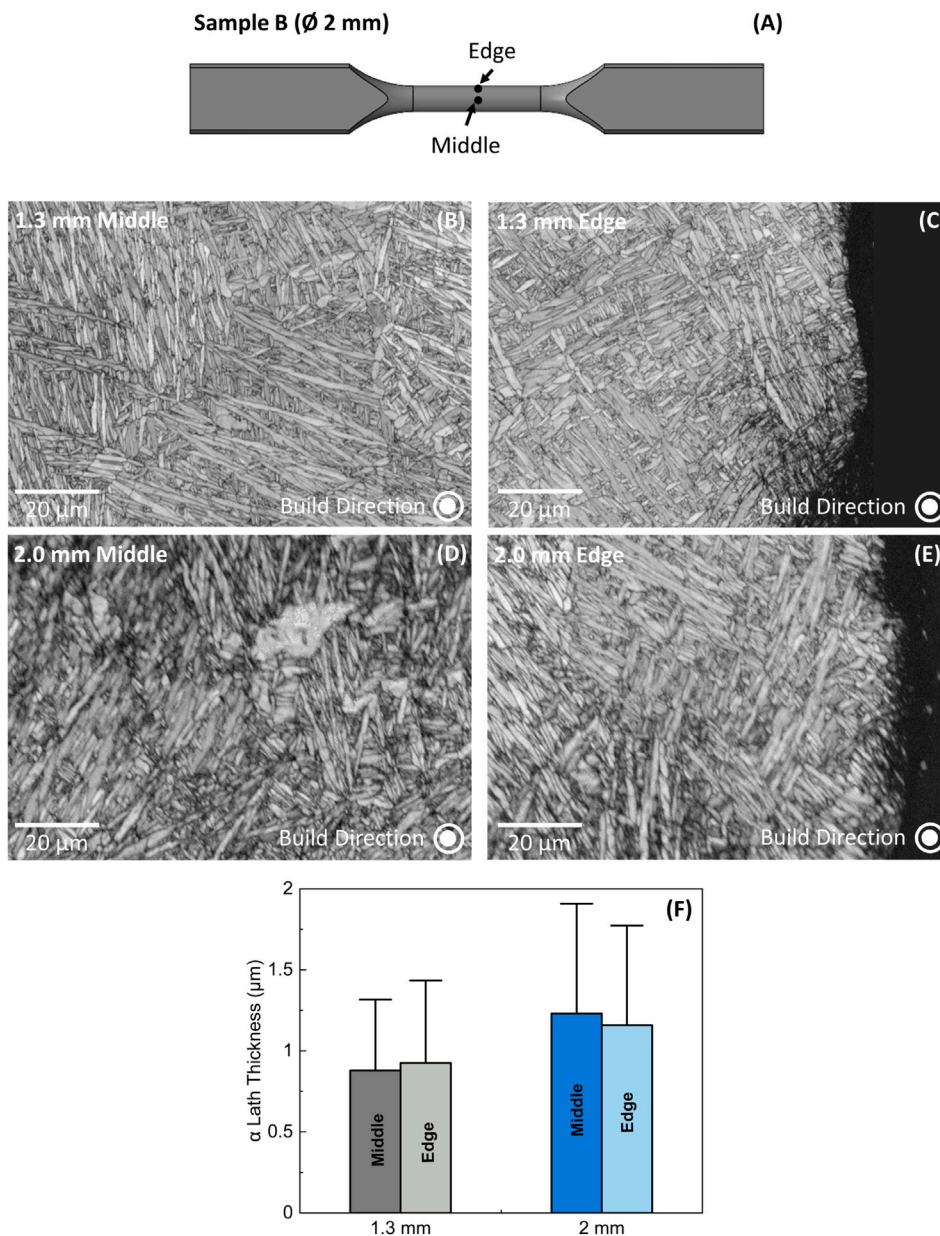 Sample B (Ø 2 mm)
(A)
Edge
Middle
1.3 mm Middle
(B)
20 µm
Build Direction
1.3 mm Edge
(C)
20 µm
Build Direction
2.0 mm Middle
(D)
20 µm
Build Direction
2.0 mm Edge
(E)
20 µm
Build Direction
(F)
α Lath Thickness (µm)
2
1.5
1
0.5
0
Middle
Edge
Middle
Edge
1.3 mm
2 mm